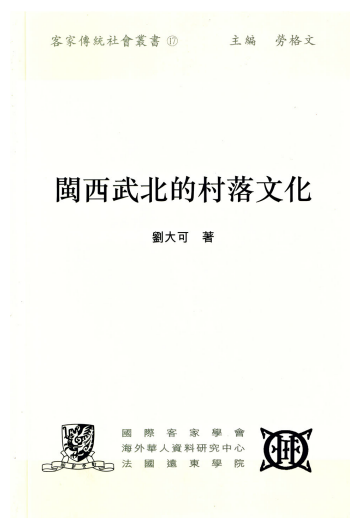 客家傳統社會叢書 ⑰ 主編 勞格文
閩西武北的村落文化
劉大可 著
國際客家學會
海外華人資料研究中心
法國遠東學院